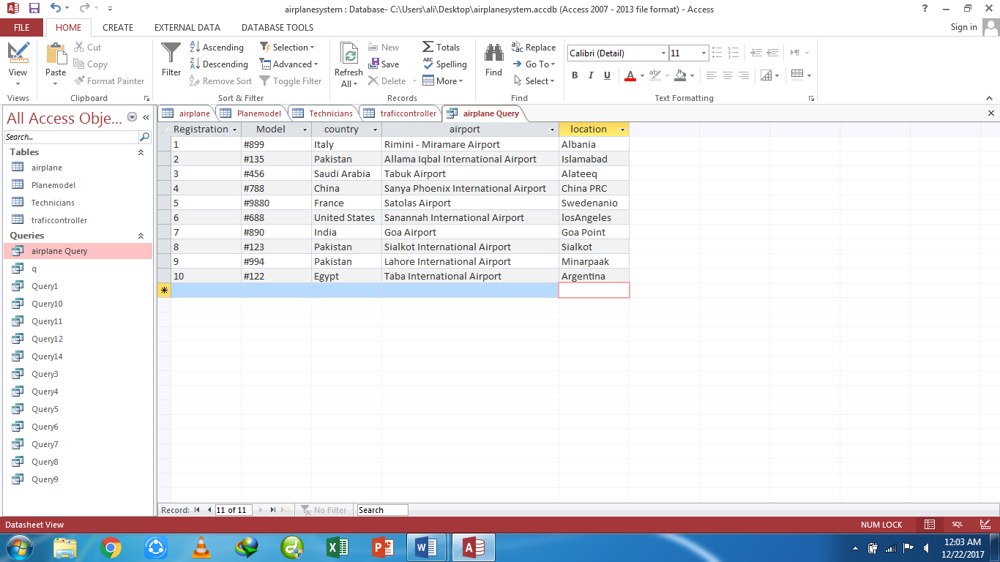 airplanesystem : Database- C:\Users\ali\Desktop\airplanesystem.accdb (Access 2007 - 2013 file format) - Access
FILE HOME CREATE EXTERNAL DATA DATABASE TOOLS Sign in
View
Views
Paste
Cut
Copy
Format Painter
Clipboard
Filter
Ascending
Descending
Remove Sort
Selection
Advanced
Toggle Filter
Sort & Filter
Refresh
All
New
Save
Delete
Totals
Spelling
More
Records
Find
Replace
Go To
Select
Find
Calibri (Detail) 11
B I U A ab
Text Formatting
All Access Obje...
Search...
Tables
airplane
Planemodel
Technicians
traficcontroller
Queries
airplane Query
q
Query1
Query10
Query11
Query12
Query14
Query3
Query4
Query5
Query6
Query7
Query8
Query9
airplane Planemodel Technicians traficcontroller airplane Query
Registration Model country airport location
1 #899 Italy Rimini - Miramare Airport Albania
2 #135 Pakistan Allama Iqbal International Airport Islamabad
3 #456 Saudi Arabia Tabuk Airport Alateeq
4 #788 China Sanya Phoenix International Airport China PRC
5 #9880 France Satolas Airport Swedenanio
6 #688 United States Sanannah International Airport losAngeles
7 #890 India Goa Airport Goa Point
8 #123 Pakistan Sialkot International Airport Sialkot
9 #994 Pakistan Lahore International Airport Minarpaak
10 #122 Egypt Taba International Airport Argentina
Record: 11 of 11 No Filter Search
Datasheet View NUM LOCK SQL
12:03 AM
12/22/2017